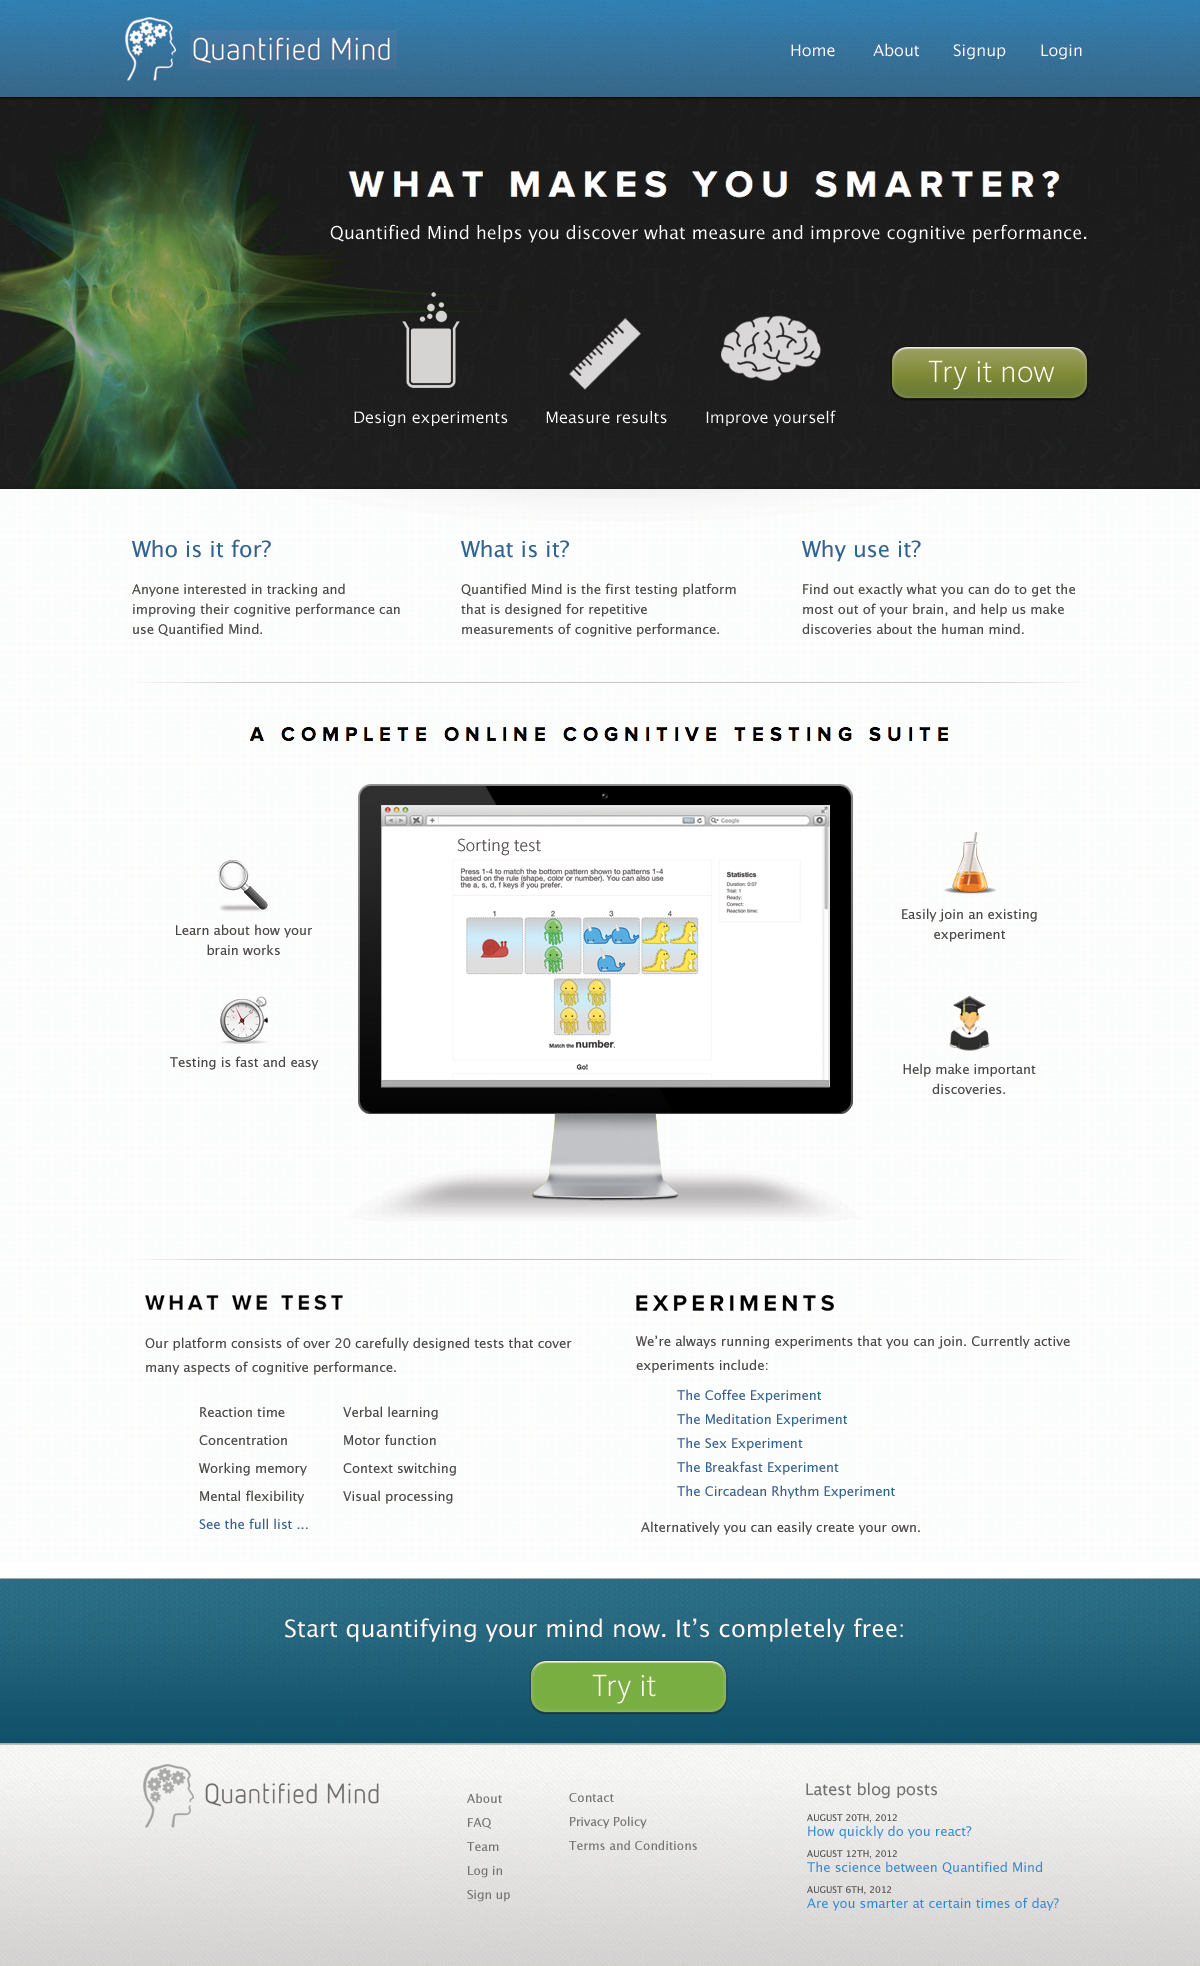 Quantified Mind
Home
About
Signup
Login
WHAT MAKES YOU SMARTER?
Quantified Mind helps you discover what measure and improve cognitive performance.
Design experiments
Measure results
Improve yourself
Try it now
Who is it for?
Anyone interested in tracking and
improving their cognitive performance can
use Quantified Mind.
What is it?
Quantified Mind is the first testing platform
that is designed for repetitive
measurements of cognitive performance.
Why use it?
Find out exactly what you can do to get the
most out of your brain, and help us make
discoveries about the human mind.
A COMPLETE ONLINE COGNITIVE TESTING SUITE
Learn about how your
brain works
Testing is fast and easy
Google
Sorting test
Press 1-4 to match the bottom pattern shown to patterns 1-4
based on the rule (shape, color or number). You can also use
the a, s, d, f keys if you prefer.
1
2
3
4
Match the number.
Go!
Statistics
Duration: 0:07
Trial: 1
Ready:
Correct:
Reaction time:
Easily join an existing
experiment
Help make important
discoveries.
WHAT WE TEST
Our platform consists of over 20 carefully designed tests that cover
many aspects of cognitive performance.
Reaction time
Concentration
Working memory
Mental flexibility
See the full list ...
Verbal learning
Motor function
Context switching
Visual processing
EXPERIMENTS
We're always running experiments that you can join. Currently active
experiments include:
The Coffee Experiment
The Meditation Experiment
The Sex Experiment
The Breakfast Experiment
The Circadean Rhythm Experiment
Alternatively you can easily create your own.
Start quantifying your mind now. It's completely free:
Try it
Quantified Mind
About
FAQ
Team
Log in
Sign up
Contact
Privacy Policy
Terms and Conditions
Latest blog posts
AUGUST 20TH, 2012
How quickly do you react?
AUGUST 12TH, 2012
The science between Quantified Mind
AUGUST 6TH, 2012
Are you smarter at certain times of day?